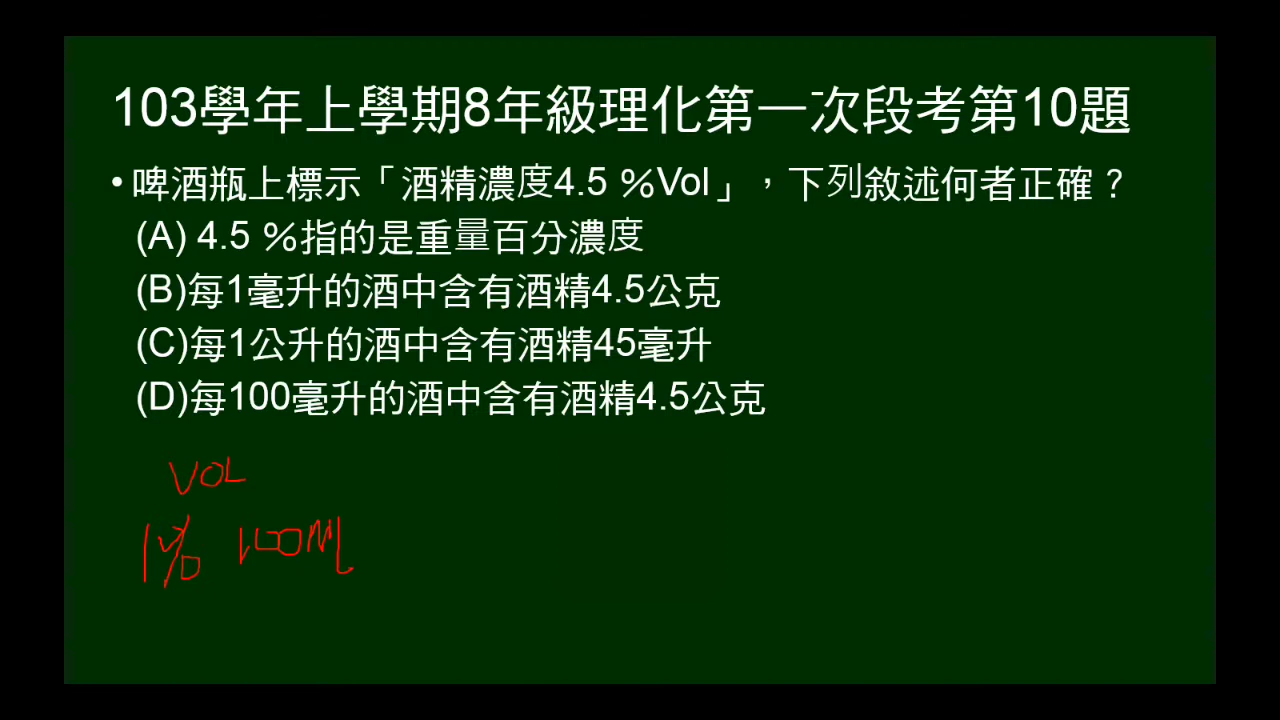 103學年上學期8年級理化第一次段考第10題
•啤酒瓶上標示「酒精濃度4.5 %Vol」，下列敘述何者正確？
(A) 4.5 %指的是重量百分濃度
(B)每1毫升的酒中含有酒精4.5公克
(C)每1公升的酒中含有酒精45毫升
(D)每100毫升的酒中含有酒精4.5公克
VOL
1% 100ml